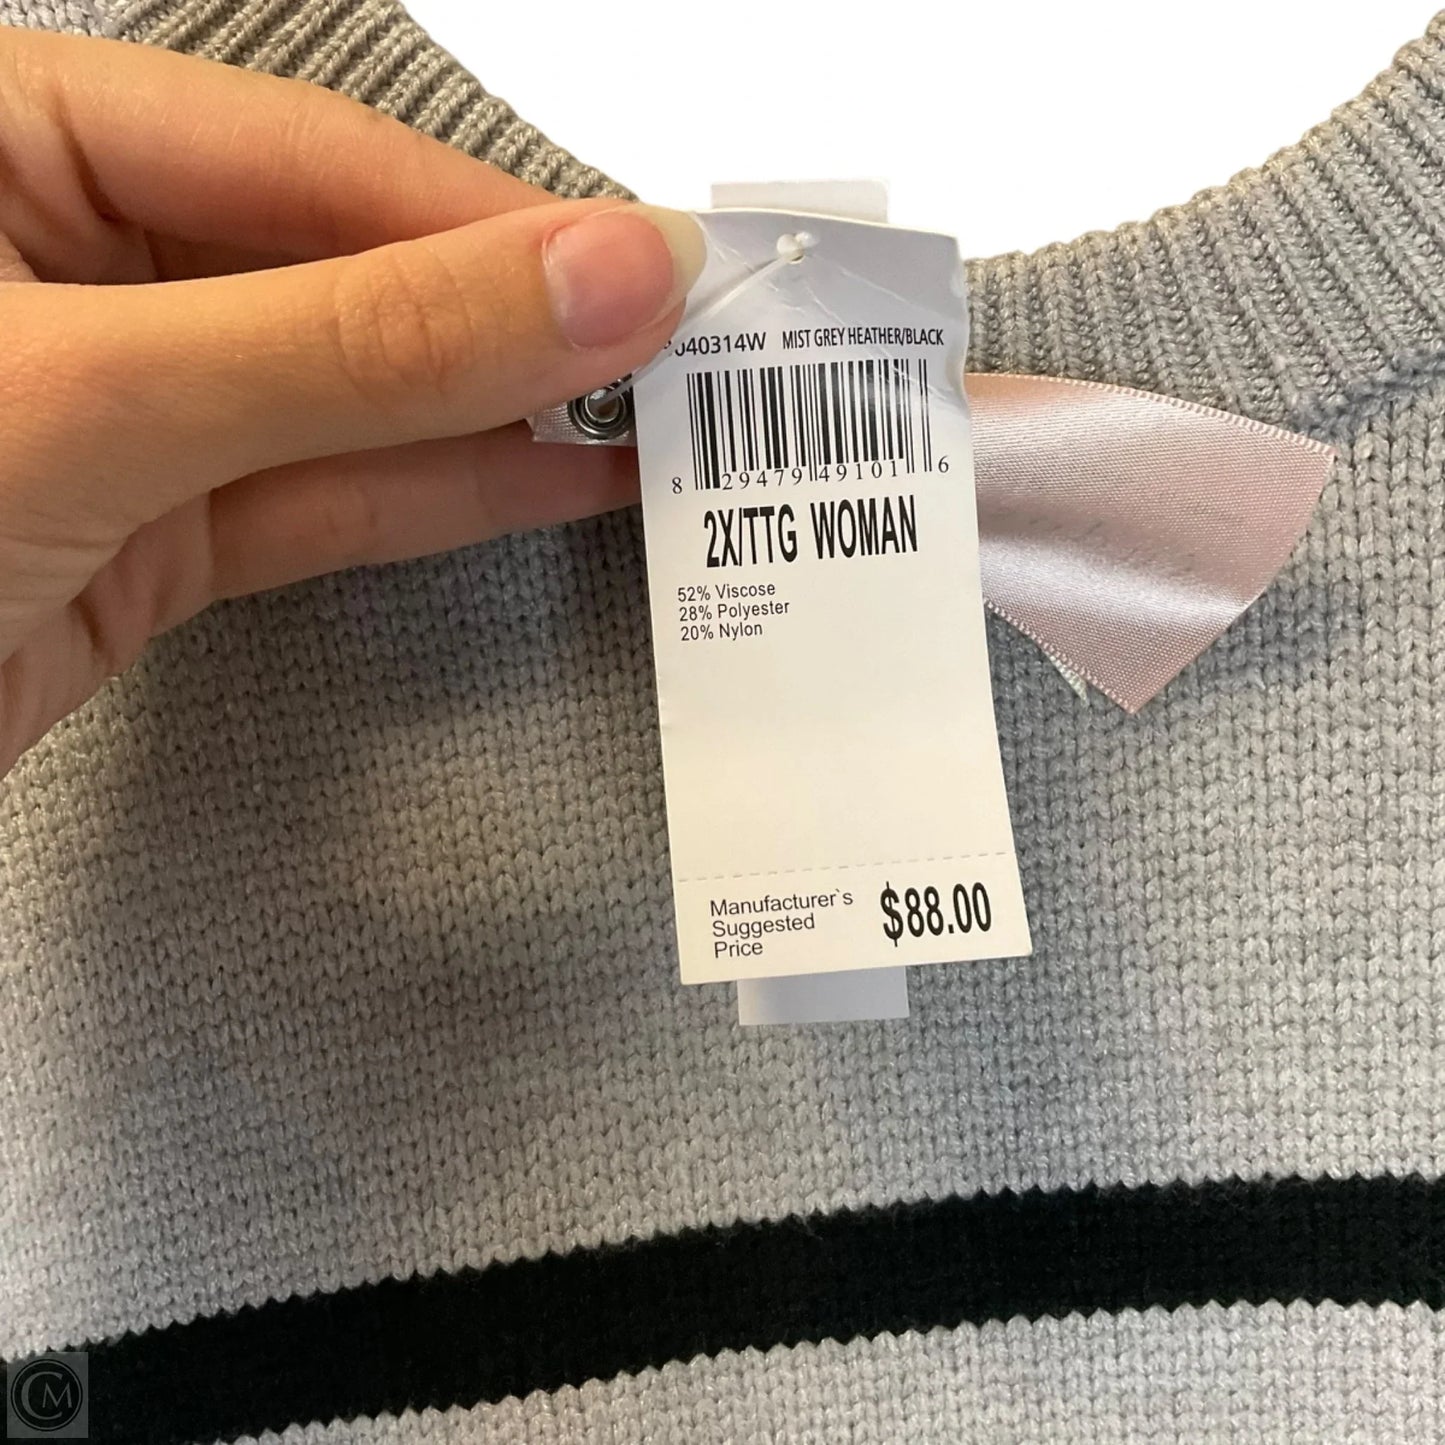 040314W MIST GREY HEATHER/BLACK
8 29479 49101 6
2X/TTG WOMAN
52% Viscose
28% Polyester
20% Nylon
Manufacturer`s
Suggested
Price
$88.00
CM